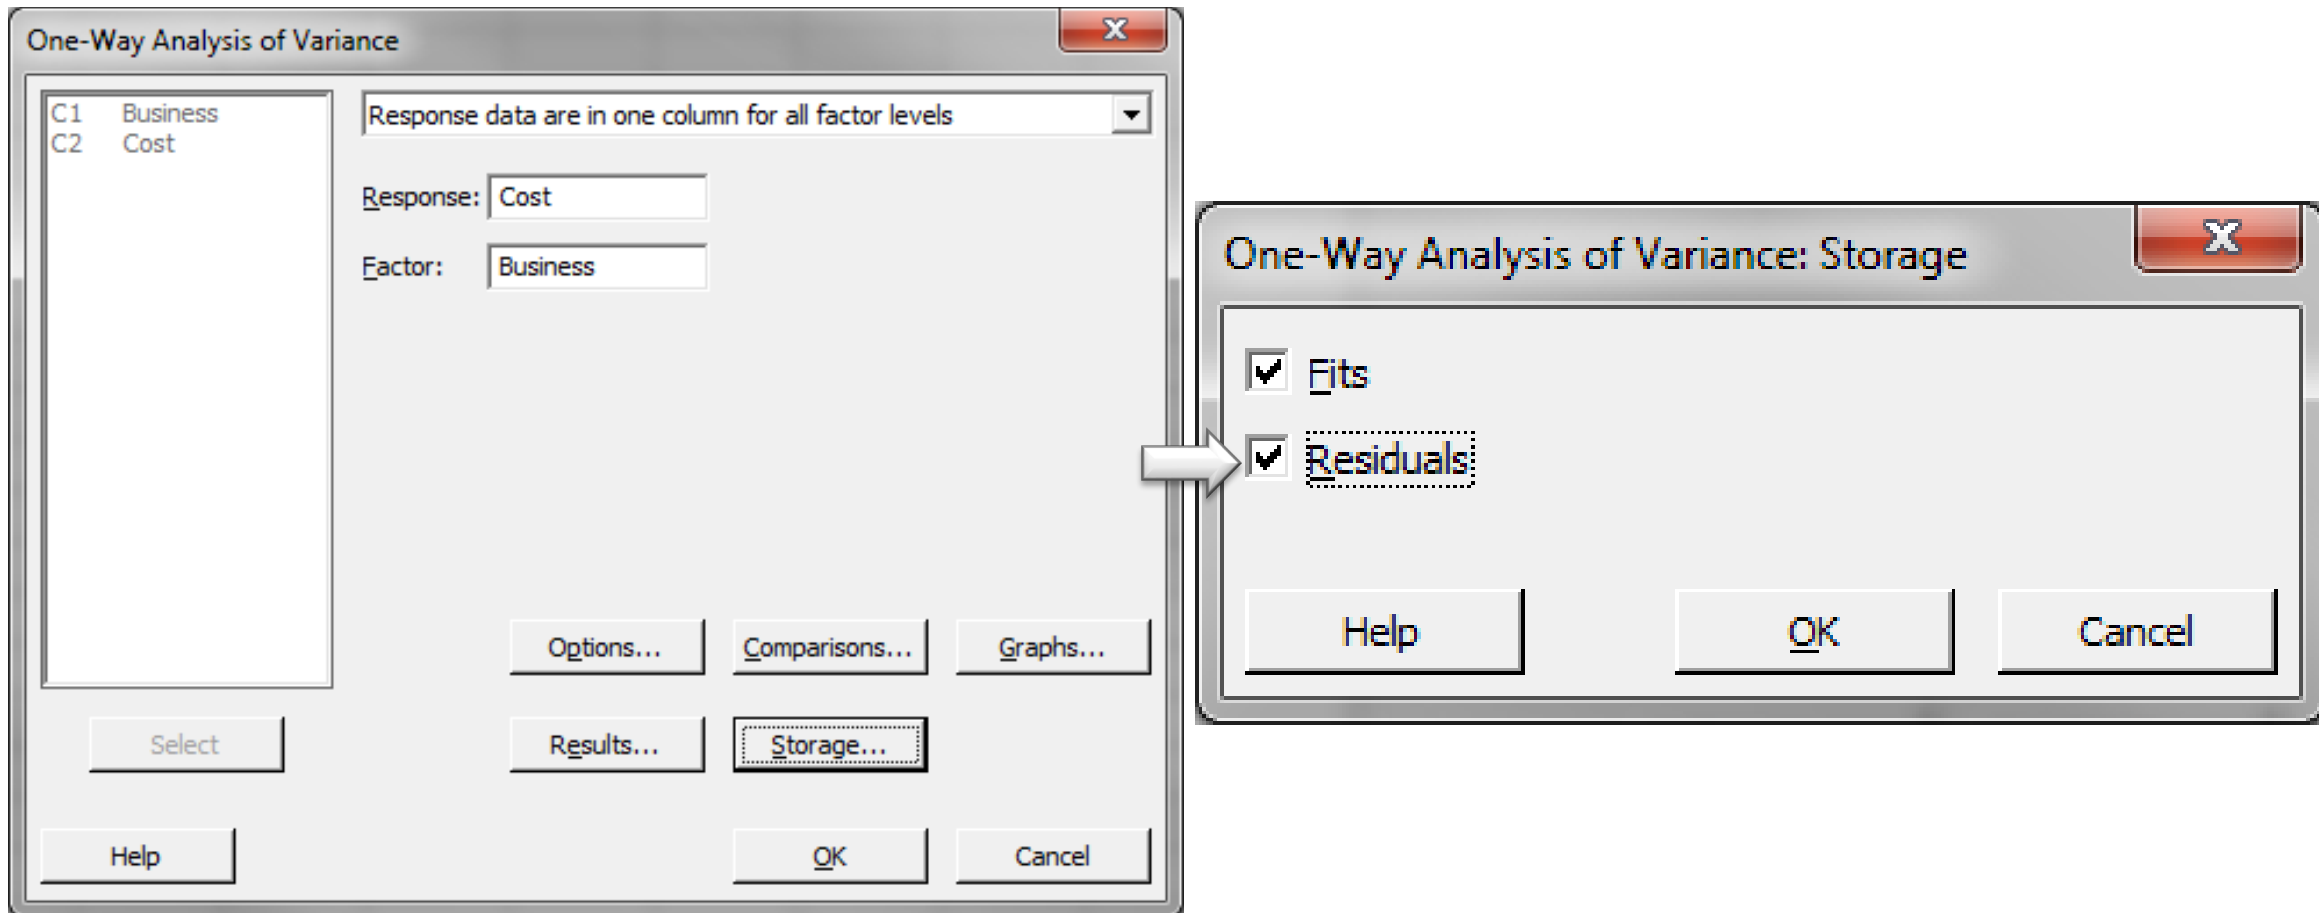 One-Way Analysis of Variance
C1 Business
C2 Cost
Response data are in one column for all factor levels
Response: Cost
Factor: Business
Options... Comparisons... Graphs...
Select Results... Storage...
Help OK Cancel
One-Way Analysis of Variance: Storage
Fits
Residuals
Help OK Cancel